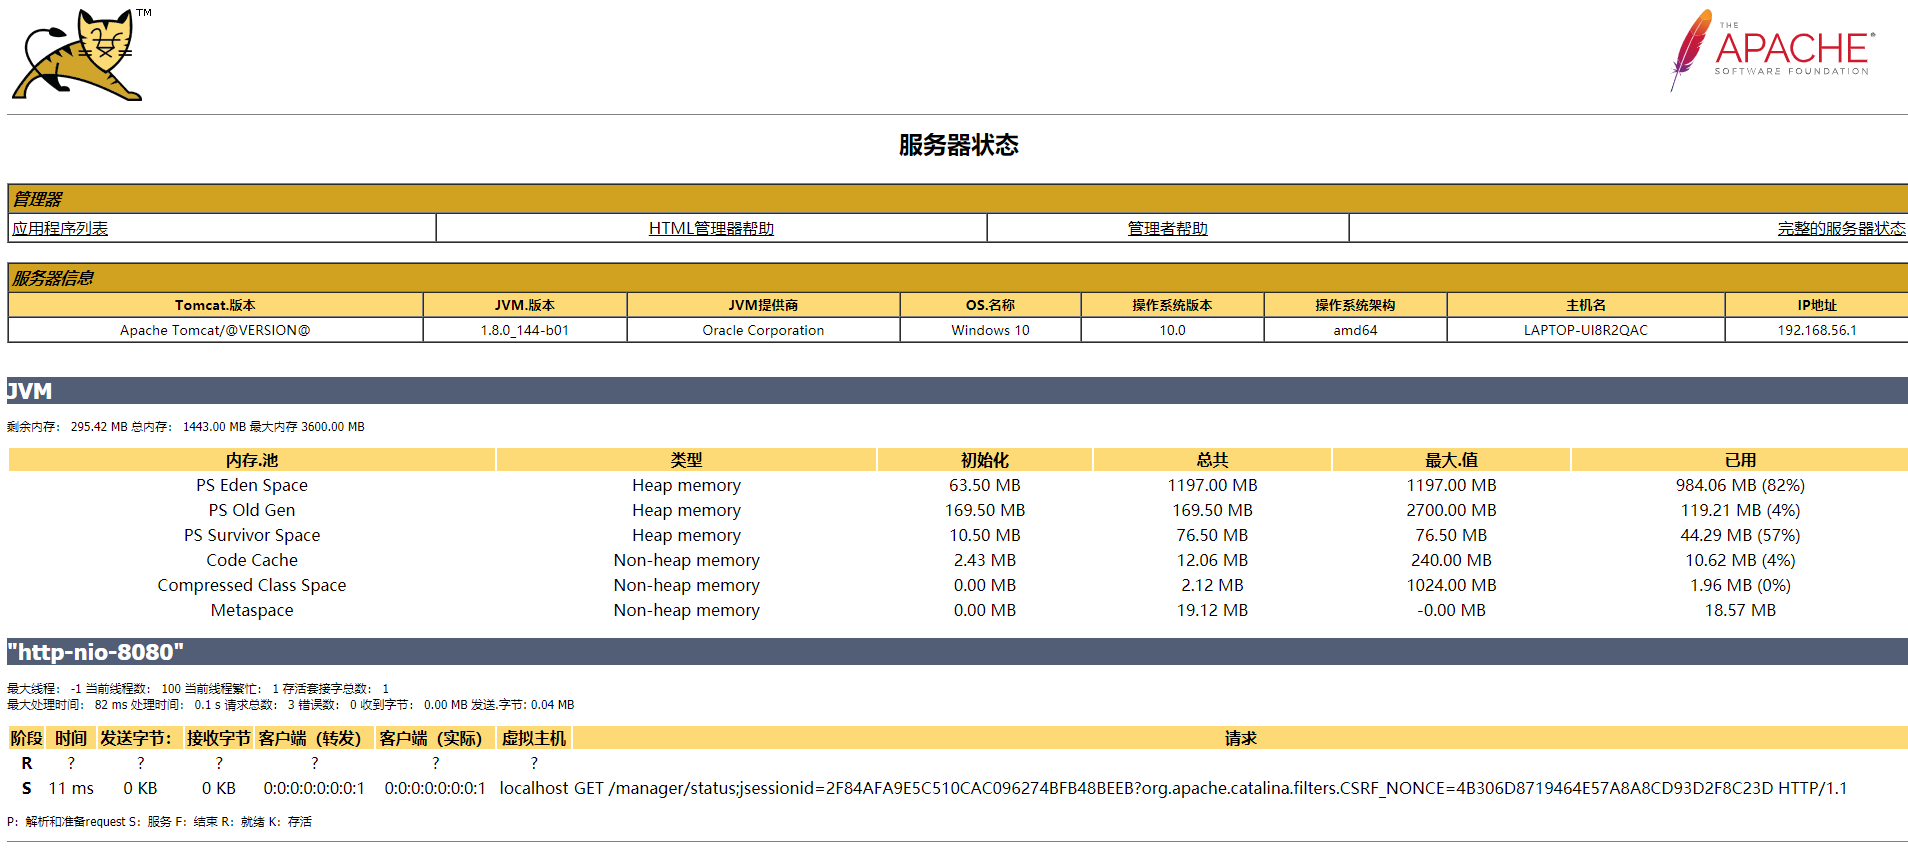 TM
THE
APACHE®
SOFTWARE FOUNDATION
服务器状态
管理器
应用程序列表 HTML管理器帮助 管理者帮助 完整的服务器状态
服务器信息
Tomcat.版本 JVM.版本 JVM提供商 OS.名称 操作系统版本 操作系统架构 主机名 IP地址
Apache Tomcat/@VERSION@ 1.8.0_144-b01 Oracle Corporation Windows 10 10.0 amd64 LAPTOP-UI8R2QAC 192.168.56.1
JVM
剩余内存： 295.42 MB 总内存： 1443.00 MB 最大内存 3600.00 MB
内存.池 类型 初始化 总共 最大.值 已用
PS Eden Space Heap memory 63.50 MB 1197.00 MB 1197.00 MB 984.06 MB (82%)
PS Old Gen Heap memory 169.50 MB 169.50 MB 2700.00 MB 119.21 MB (4%)
PS Survivor Space Heap memory 10.50 MB 76.50 MB 76.50 MB 44.29 MB (57%)
Code Cache Non-heap memory 2.43 MB 12.06 MB 240.00 MB 10.62 MB (4%)
Compressed Class Space Non-heap memory 0.00 MB 2.12 MB 1024.00 MB 1.96 MB (0%)
Metaspace Non-heap memory 0.00 MB 19.12 MB -0.00 MB 18.57 MB
"http-nio-8080"
最大线程： -1 当前线程数： 100 当前线程繁忙： 1 存活套接字总数： 1
最大处理时间： 82 ms 处理时间： 0.1 s 请求总数： 3 错误数： 0 收到字节： 0.00 MB 发送.字节: 0.04 MB
阶段 时间 发送字节： 接收字节 客户端（转发） 客户端（实际） 虚拟主机 请求
R ? ? ? ? ? ?
S 11 ms 0 KB 0 KB 0:0:0:0:0:0:0:1 0:0:0:0:0:0:0:1 localhost GET /manager/status;jsessionid=2F84AFA9E5C510CAC096274BFB48BEEB?org.apache.catalina.filters.CSRF_NONCE=4B306D8719464E57A8A8CD93D2F8C23D HTTP/1.1
P：解析和准备request S：服务 F：结束 R：就绪 K：存活